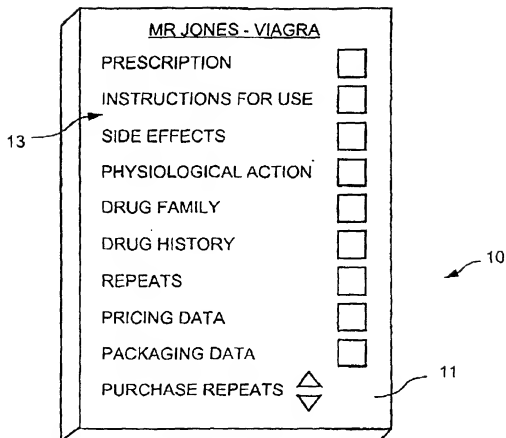 MR JONES - VIAGRA
PRESCRIPTION
INSTRUCTIONS FOR USE
13
SIDE EFFECTS
PHYSIOLOGICAL ACTION
DRUG FAMILY
DRUG HISTORY
10
REPEATS
PRICING DATA
PACKAGING DATA
11
PURCHASE REPEATS